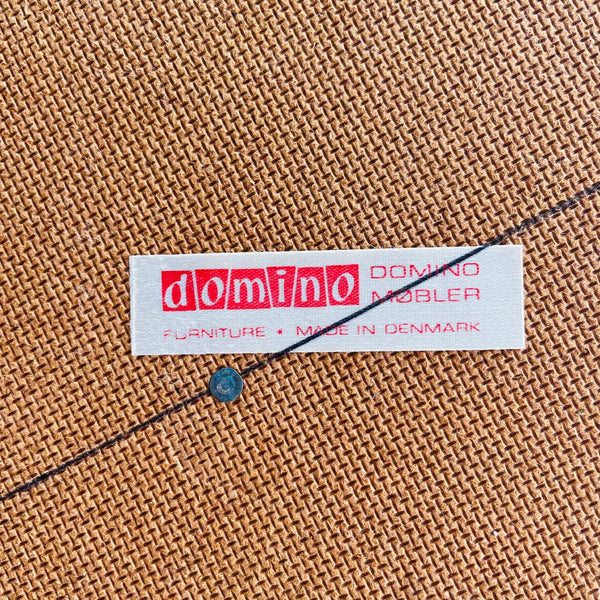 domino
DOMINO
MØBLER
FURNITURE • MADE IN DENMARK